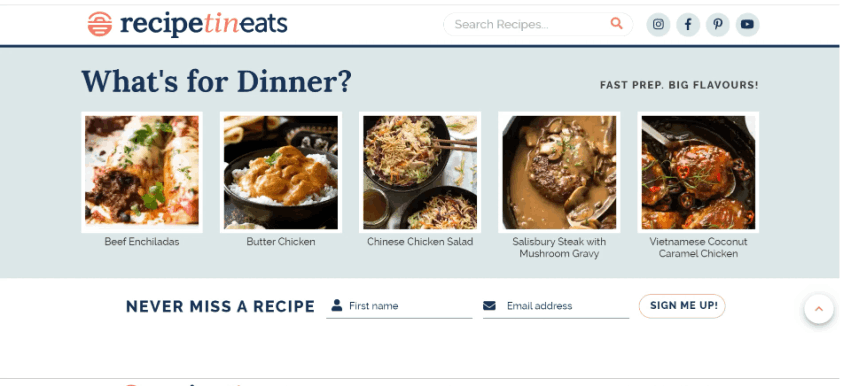 recipetineats
Search Recipes...
What's for Dinner?
FAST PREP. BIG FLAVOURS!
Beef Enchiladas
Butter Chicken
Chinese Chicken Salad
Salisbury Steak with
Mushroom Gravy
Vietnamese Coconut
Caramel Chicken
NEVER MISS A RECIPE
First name
Email address
SIGN ME UP!